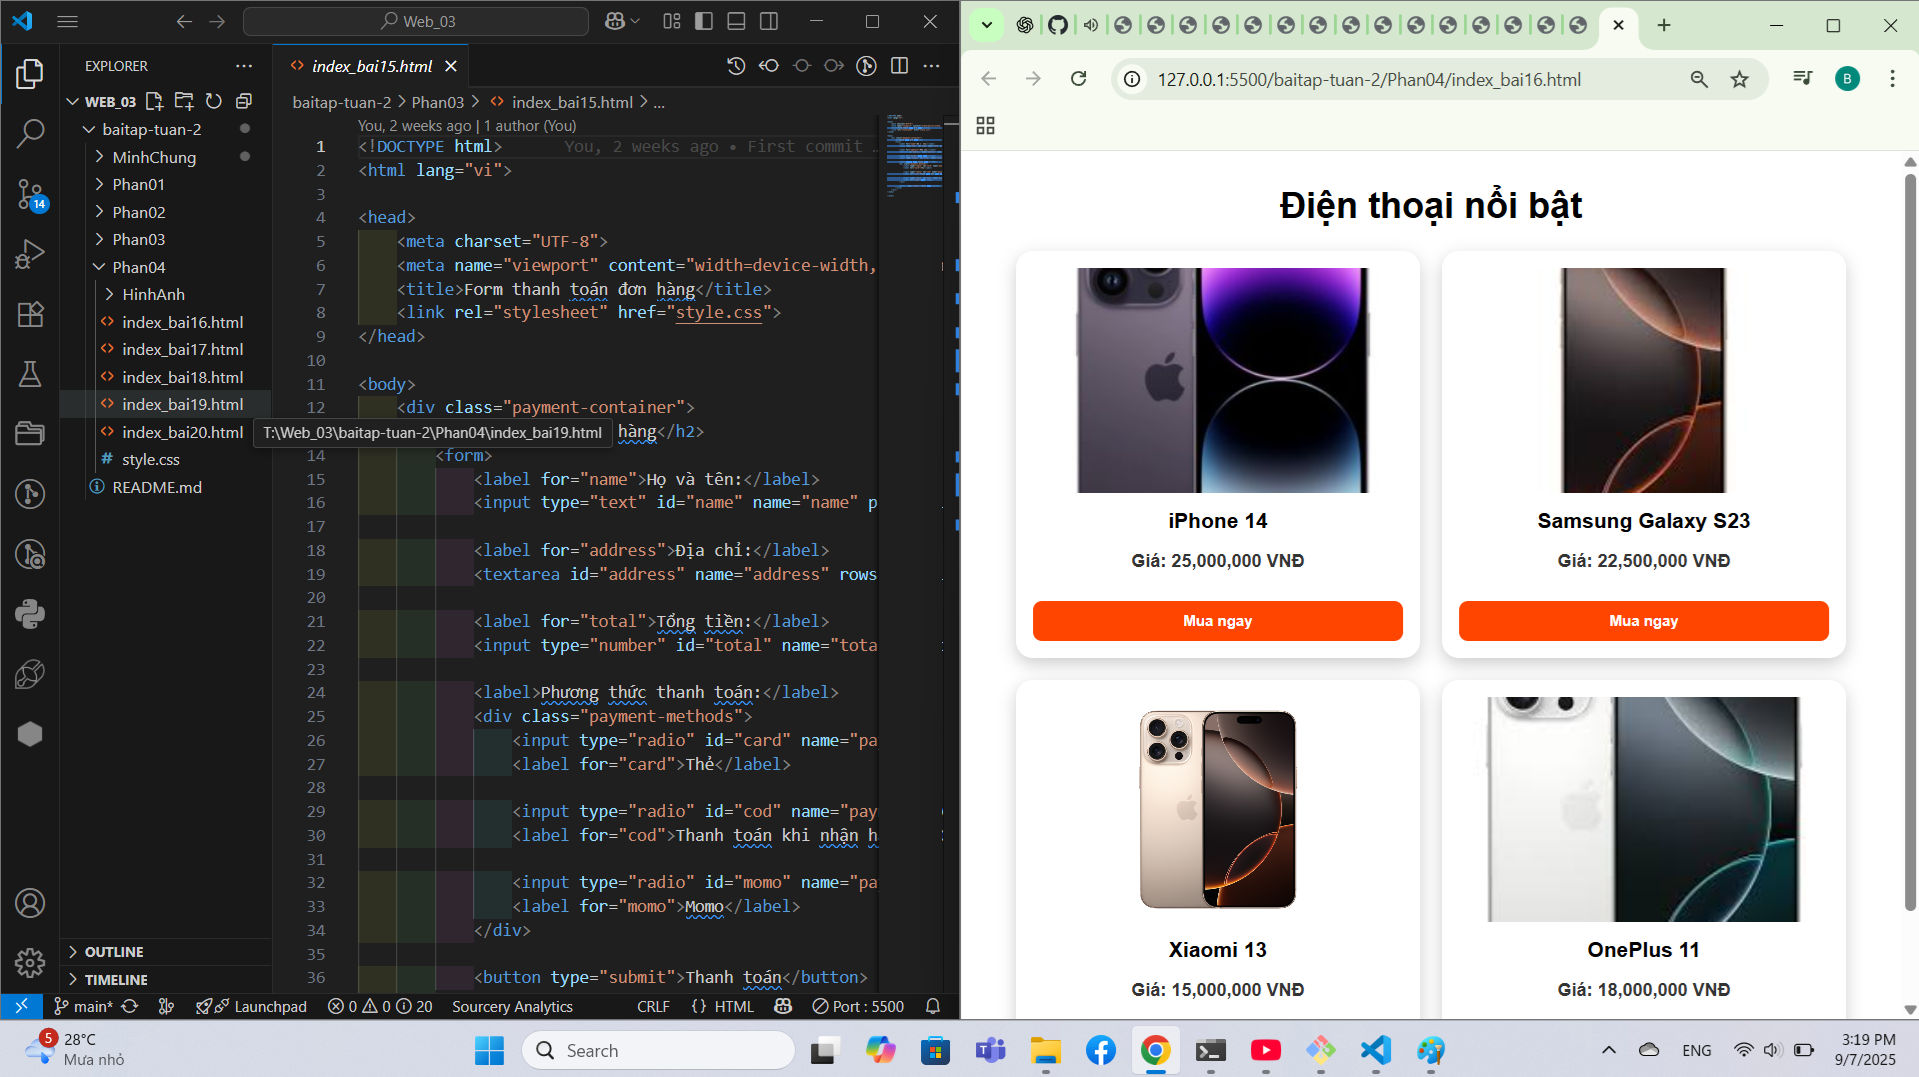 Web_03
EXPLORER
WEB_03
baitap-tuan-2
MinhChung
Phan01
Phan02
Phan03
Phan04
HinhAnh
index_bai16.html
index_bai17.html
index_bai18.html
index_bai19.html
index_bai20.html
style.css
README.md
14
OUTLINE
TIMELINE
T:\Web_03\baitap-tuan-2\Phan04\index_bai19.html
index_bai15.html
baitap-tuan-2 > Phan03 > index_bai15.html > ...
You, 2 weeks ago | 1 author (You)
1 <!DOCTYPE html> You, 2 weeks ago • First commit …
2 <html lang="vi">
3
4 <head>
5 <meta charset="UTF-8">
6 <meta name="viewport" content="width=device-width,
7 <title>Form thanh toán đơn hàng</title>
8 <link rel="stylesheet" href="style.css">
9 </head>
10
11 <body>
12 <div class="payment-container">
hàng</h2>
14 <form>
15 <label for="name">Họ và tên:</label>
16 <input type="text" id="name" name="name" p
17
18 <label for="address">Địa chỉ:</label>
19 <textarea id="address" name="address" rows
20
21 <label for="total">Tổng tiền:</label>
22 <input type="number" id="total" name="tota
23
24 <label>Phương thức thanh toán:</label>
25 <div class="payment-methods">
26 <input type="radio" id="card" name="pa
27 <label for="card">Thẻ</label>
28
29 <input type="radio" id="cod" name="pay
30 <label for="cod">Thanh toán khi nhận h
31
32 <input type="radio" id="momo" name="pa
33 <label for="momo">Momo</label>
34 </div>
35
36 <button type="submit">Thanh toán</button>
main* Launchpad 0 0 20 Sourcery Analytics CRLF {} HTML Port : 5500
127.0.0.1:5500/baitap-tuan-2/Phan04/index_bai16.html
B
Điện thoại nổi bật
iPhone 14
Giá: 25,000,000 VNĐ
Mua ngay
Samsung Galaxy S23
Giá: 22,500,000 VNĐ
Mua ngay
Xiaomi 13
Giá: 15,000,000 VNĐ
OnePlus 11
Giá: 18,000,000 VNĐ
5
28°C
Mưa nhỏ
Search
ENG
3:19 PM
9/7/2025